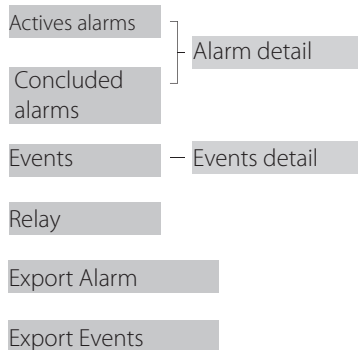 Actives alarms
Alarm detail
Concluded
alarms
Events
Events detail
Relay
Export Alarm
Export Events